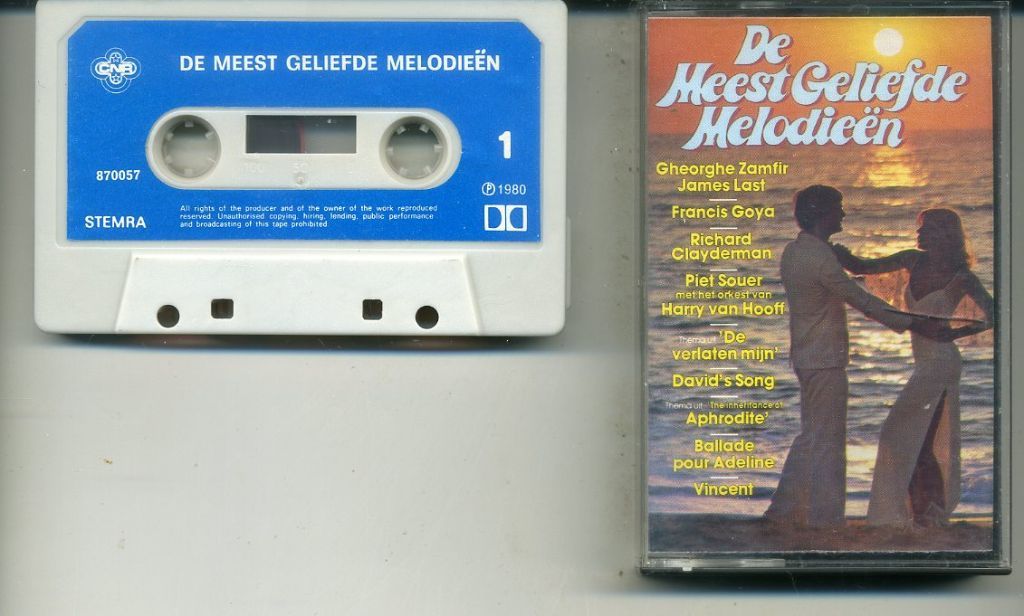 CNR
DE MEEST GELIEFDE MELODIEËN
100 50
1
870057
Ⓟ 1980
STEMRA
All rights of the producer and of the owner of the work reproduced
reserved. Unauthorised copying, hiring, lending, public performance
and broadcasting of this tape prohibited
De
Meest Geliefde
Melodieën
Gheorghe Zamfir
James Last
Francis Goya
Richard
Clayderman
Piet Souer
met het orkest van
Harry van Hooff
Thema uit 'De
verlaten mijn'
David's Song
Thema uit 'The inheritance of
Aphrodite'
Ballade
pour Adeline
Vincent